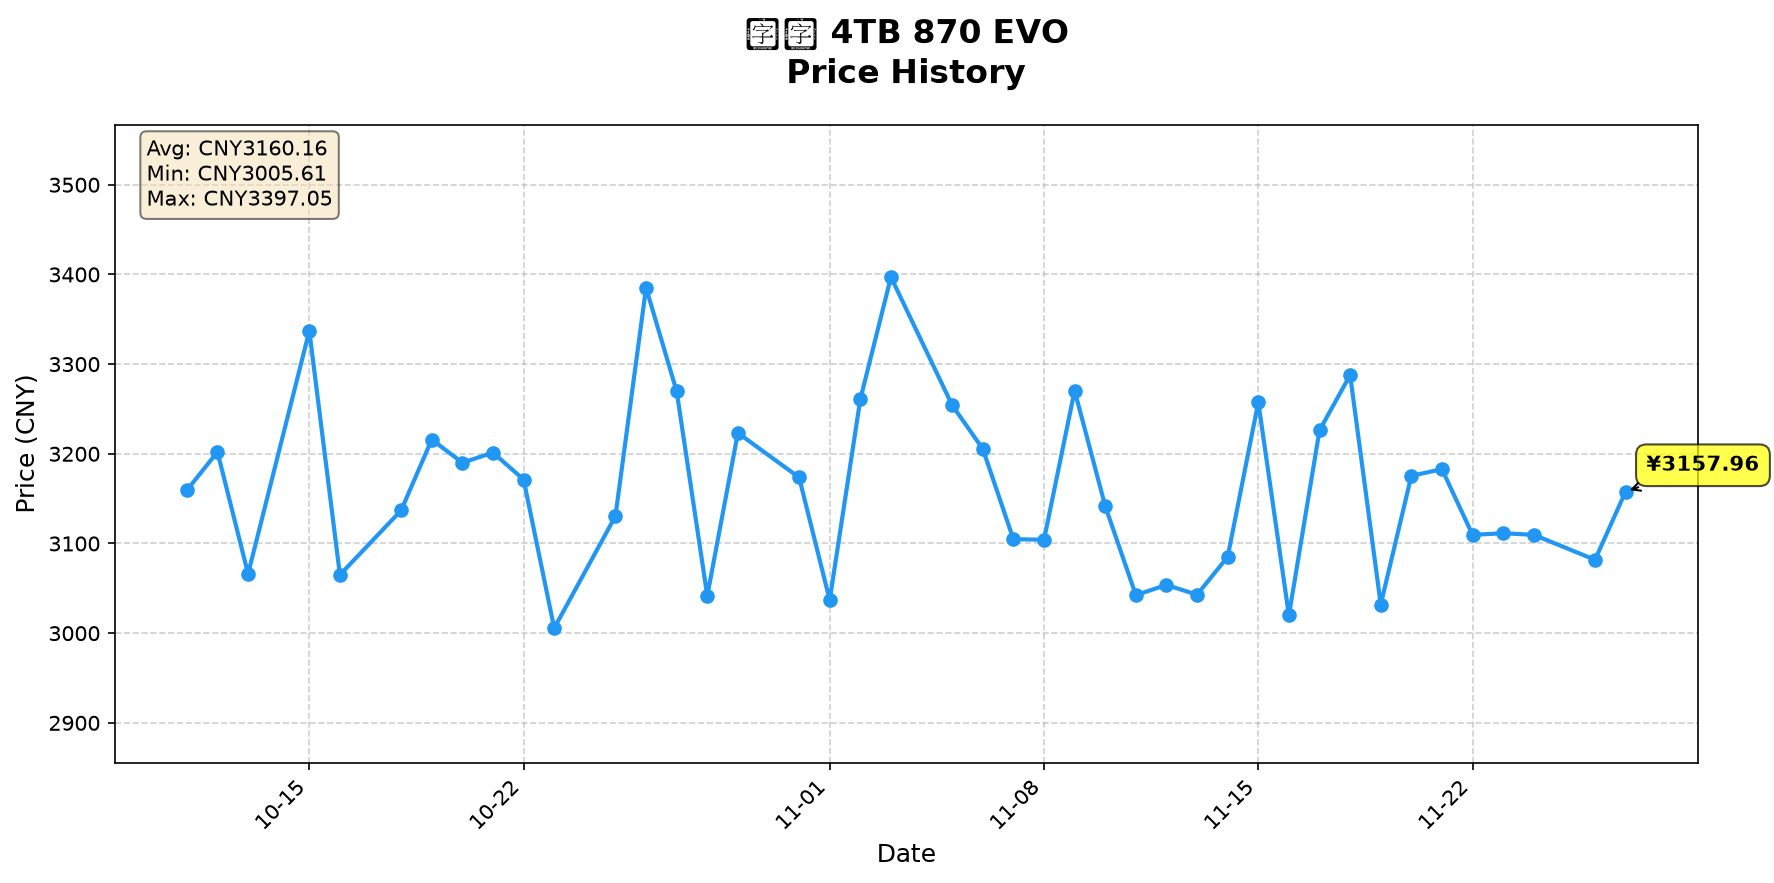 4TB 870 EVO
Price History
Avg: CNY3160.16
Min: CNY3005.61
Max: CNY3397.05
3500
3400
3300
3200
3100
3000
2900
Price (CNY)
¥3157.96
10-15
10-22
11-01
11-08
11-15
11-22
Date